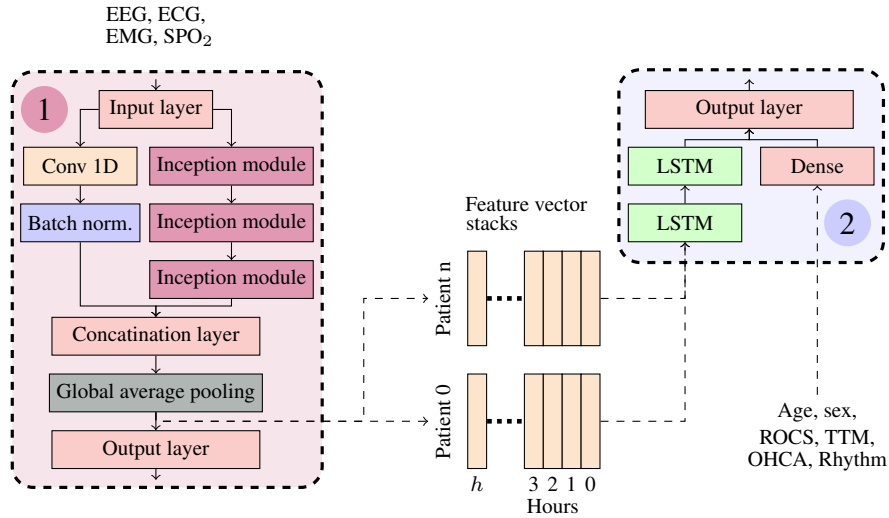 EEG, ECG,
EMG, SPO₂
1
Input layer
Conv 1D
Inception module
Batch norm.
Inception module
Inception module
Concatination layer
Global average pooling
Output layer
Feature vector
stacks
Patient n
Patient 0
h
3 2 1 0
Hours
Output layer
LSTM
Dense
LSTM
2
Age, sex,
ROCS, TTM,
OHCA, Rhythm